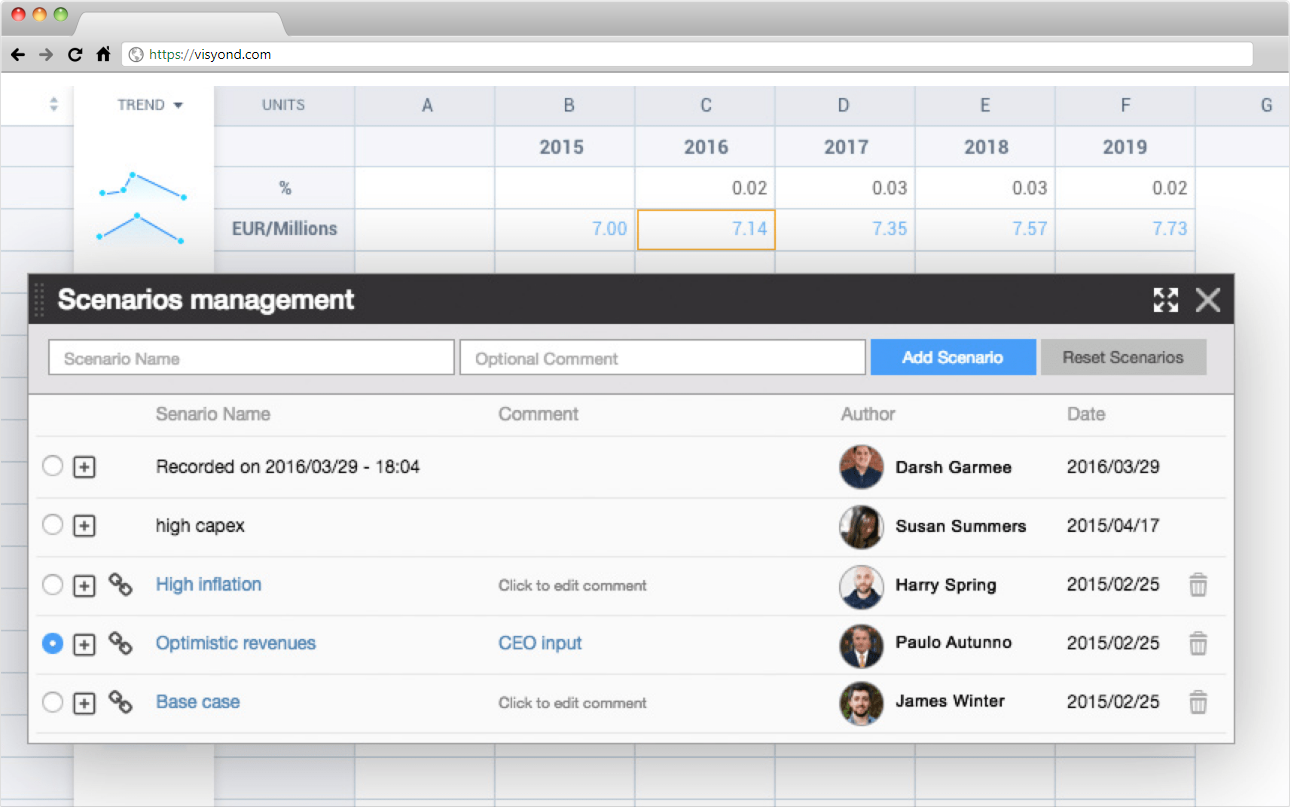 https://visyond.com
TREND UNITS A B C D E F G
2015 2016 2017 2018 2019
% 0.02 0.03 0.03 0.02
EUR/Millions 7.00 7.14 7.35 7.57 7.73
Scenarios management
Scenario Name Optional Comment Add Scenario Reset Scenarios
Senario Name Comment Author Date
Recorded on 2016/03/29 - 18:04 Darsh Garmee 2016/03/29
high capex Susan Summers 2015/04/17
High inflation Click to edit comment Harry Spring 2015/02/25
Optimistic revenues CEO input Paulo Autunno 2015/02/25
Base case Click to edit comment James Winter 2015/02/25